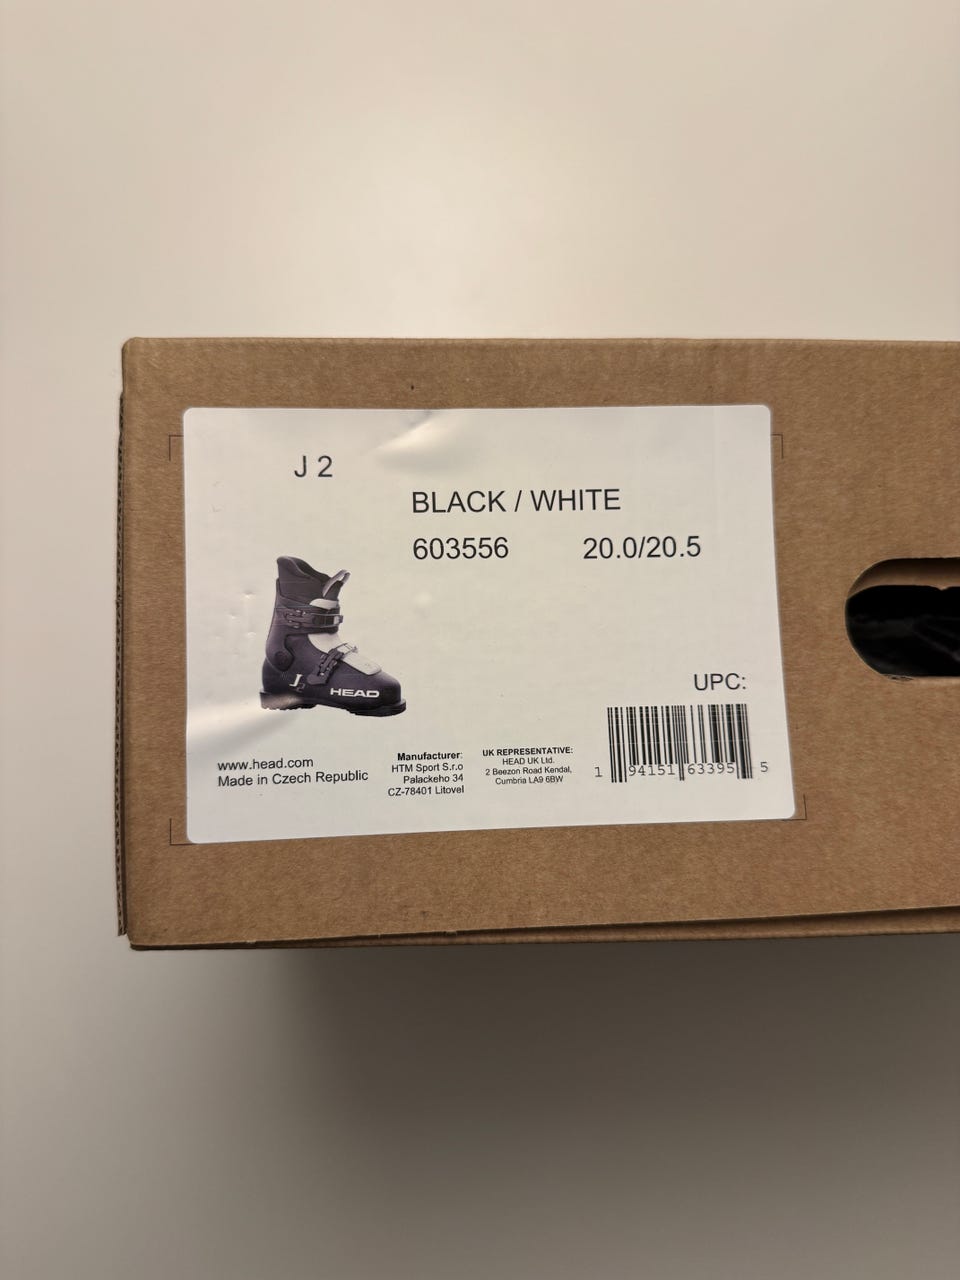 J 2
BLACK / WHITE
603556 20.0/20.5
J2
HEAD
UPC:
1 94151 63395 5
www.head.com
Made in Czech Republic
Manufacturer:
HTM Sport S.r.o
Palackeho 34
CZ-78401 Litovel
UK REPRESENTATIVE:
HEAD UK Ltd.
2 Beezon Road Kendal,
Cumbria LA9 6BW